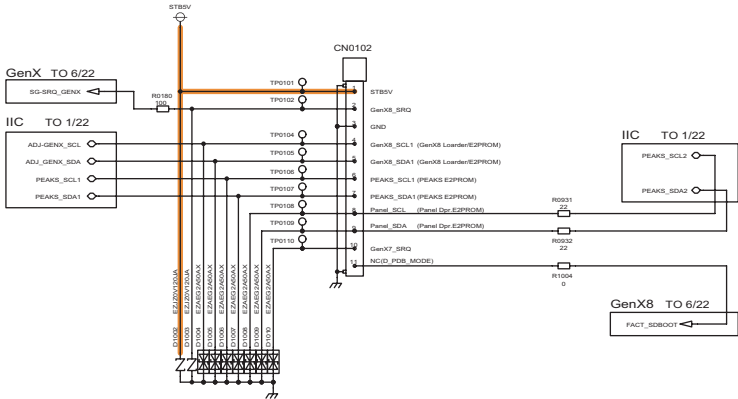 STB5V
CN0102
GenX TO 6/22
SG-SRQ_GENX
R0180
100
TP0101
TP0102
1 STB5V
2 GenX8_SRQ
3 GND
IIC TO 1/22
ADJ-GENX_SCL
ADJ_GENX_SDA
PEAKS_SCL1
PEAKS_SDA1
TP0104
TP0105
TP0106
TP0107
TP0108
TP0109
TP0110
4 GenX8_SCL1 (GenX8 Loarder/E2PROM)
5 GenX8_SDA1 (GenX8 Loarder/E2PROM)
6 PEAKS_SCL1 (PEAKS E2PROM)
7 PEAKS_SDA1 (PEAKS E2PROM)
8 Panel_SCL (Panel Dpr.E2PROM)
9 Panel_SDA (Panel Dpr.E2PROM)
10 GenX7_SRQ
11 NC(D_PDB_MODE)
IIC TO 1/22
PEAKS_SCL2
PEAKS_SDA2
R0931
22
R0932
22
R1004
0
GenX8 TO 6/22
FACT_SDBOOT
D1002 EZJZ0V120JA
D1003 EZJZ0V120JA
D1004 EZAEG2A50AX
D1005 EZAEG2A50AX
D1006 EZAEG2A50AX
D1007 EZAEG2A50AX
D1008 EZAEG2A50AX
D1009 EZAEG2A50AX
D1010 EZAEG2A50AX